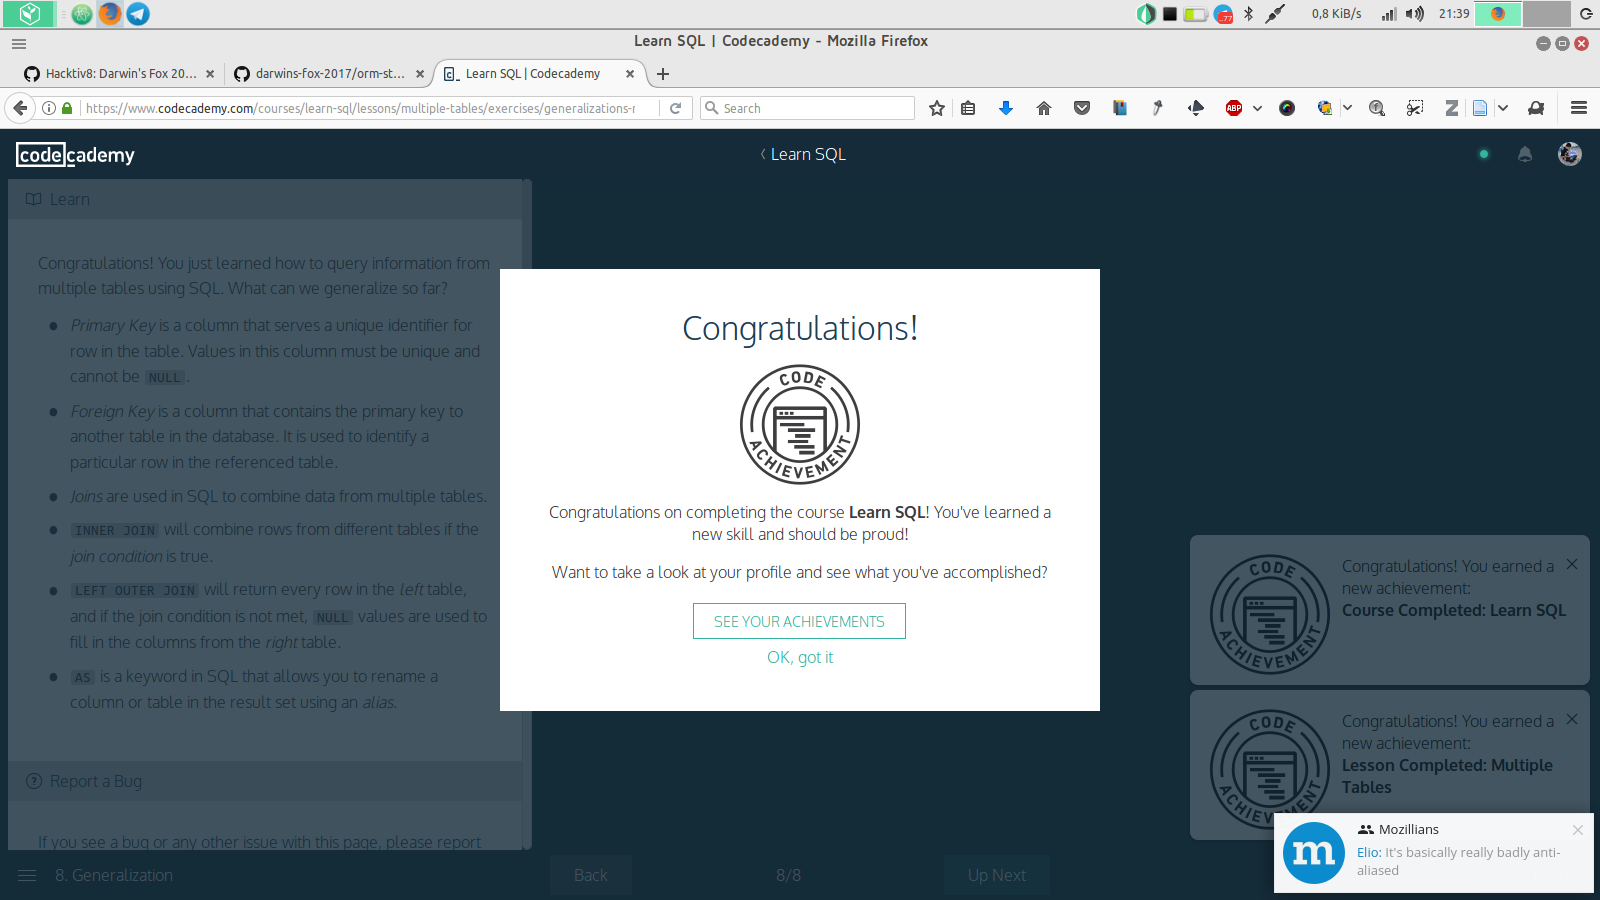 0,8 KiB/s
21:39
Learn SQL | Codecademy - Mozilla Firefox
Hacktiv8: Darwin's Fox 20...
darwins-fox-2017/orm-st...
Learn SQL | Codecademy
https://www.codecademy.com/courses/learn-sql/lessons/multiple-tables/exercises/generalizations-r
Search
ABP
codecademy
Learn SQL
Learn
Congratulations! You just learned how to query information from
multiple tables using SQL. What can we generalize so far?
Primary Key is a column that serves a unique identifier for
row in the table. Values in this column must be unique and
cannot be NULL.
Foreign Key is a column that contains the primary key to
another table in the database. It is used to identify a
particular row in the referenced table.
Joins are used in SQL to combine data from multiple tables.
INNER JOIN will combine rows from different tables if the
join condition is true.
LEFT OUTER JOIN will return every row in the left table,
and if the join condition is not met, NULL values are used to
fill in the columns from the right table.
AS is a keyword in SQL that allows you to rename a
column or table in the result set using an alias.
Report a Bug
If you see a bug or any other issue with this page, please report
8. Generalization
Back
8/8
Up Next
Congratulations!
CODE
ACHIEVEMENT
Congratulations on completing the course Learn SQL! You've learned a
new skill and should be proud!
Want to take a look at your profile and see what you've accomplished?
SEE YOUR ACHIEVEMENTS
OK, got it
CODE
ACHIEVEMENT
Congratulations! You earned a
new achievement:
Course Completed: Learn SQL
CODE
ACHIEVEMENT
Congratulations! You earned a
new achievement:
Lesson Completed: Multiple
Tables
m
Mozillians
Elio: It's basically really badly anti-
aliased